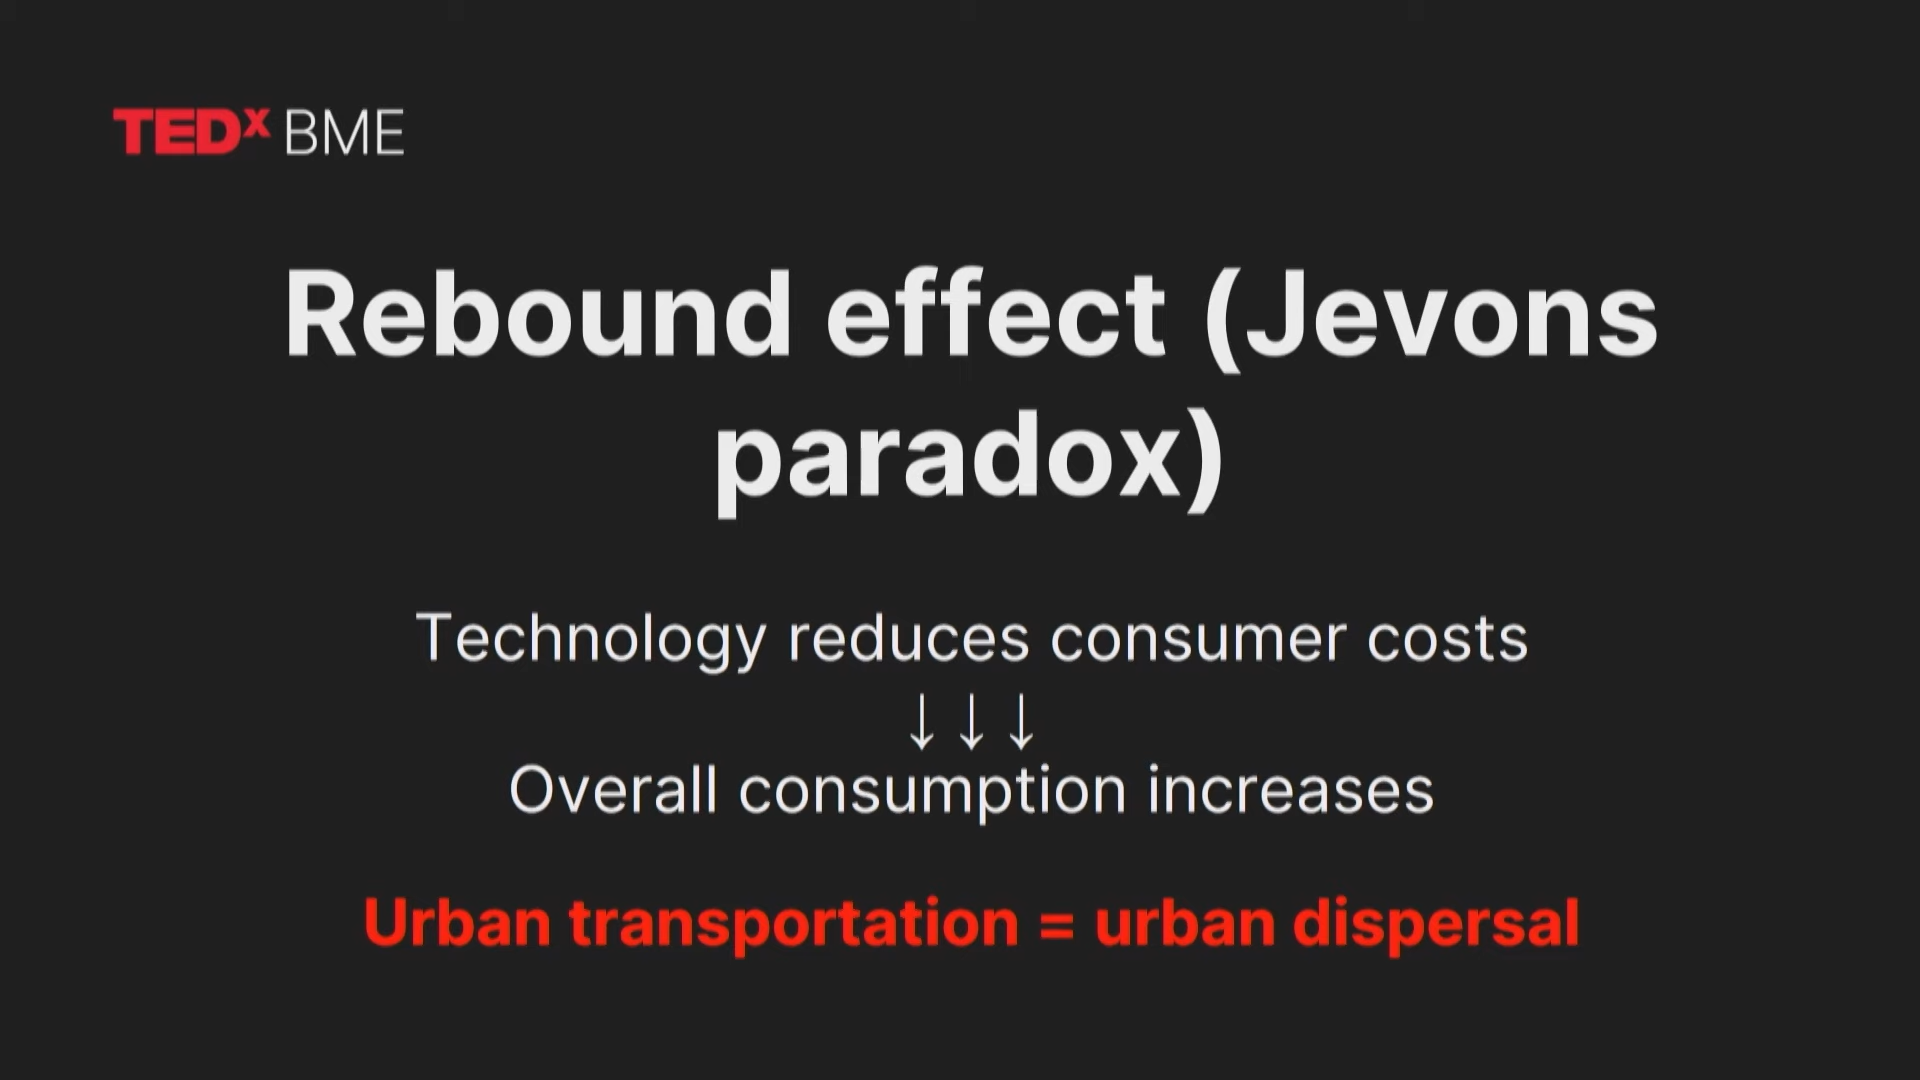 TEDx BME
Rebound effect (Jevons
paradox)
Technology reduces consumer costs
↓ ↓ ↓
Overall consumption increases
Urban transportation = urban dispersal